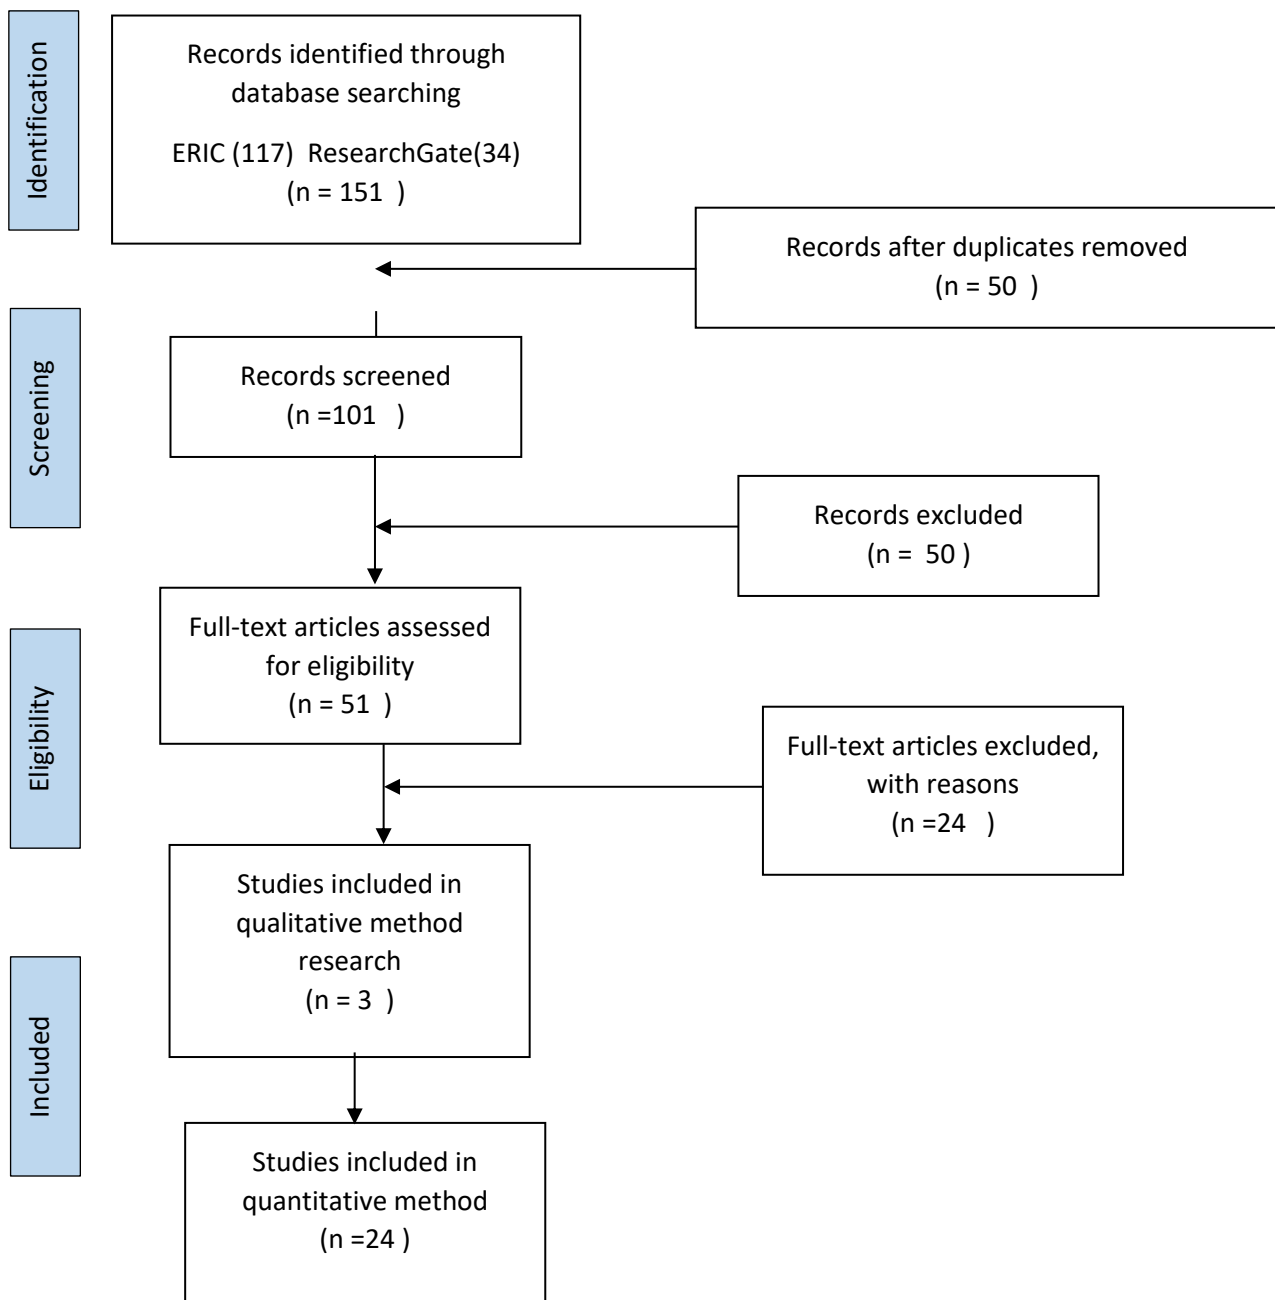 Identification
Records identified through
database searching
ERIC (117)  ResearchGate(34)
(n = 151  )
Records after duplicates removed
(n = 50  )
Screening
Records screened
(n =101   )
Records excluded
(n =  50 )
Eligibility
Full-text articles assessed
for eligibility
(n = 51  )
Full-text articles excluded,
with reasons
(n =24   )
Included
Studies included in
qualitative method
research
(n = 3  )
Studies included in
quantitative method
(n =24 )